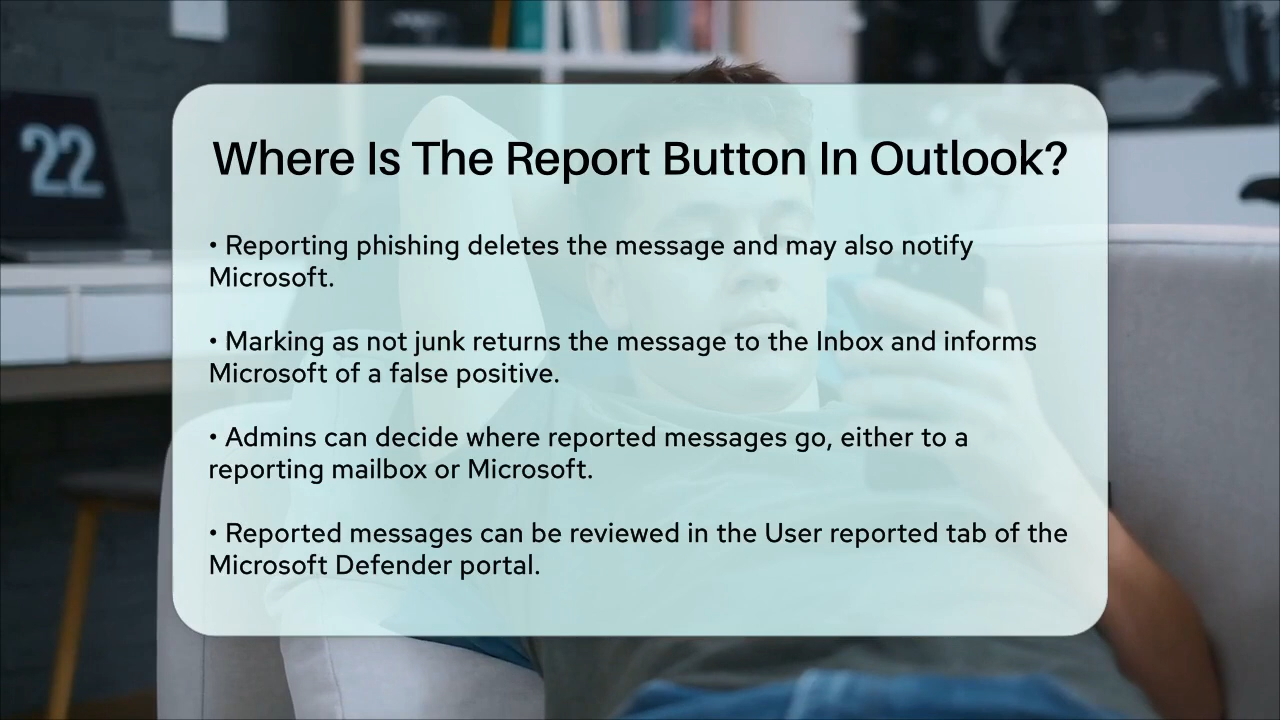 Where Is The Report Button In Outlook?
22
• Reporting phishing deletes the message and may also notify
Microsoft.
• Marking as not junk returns the message to the Inbox and informs
Microsoft of a false positive.
• Admins can decide where reported messages go, either to a
reporting mailbox or Microsoft.
• Reported messages can be reviewed in the User reported tab of the
Microsoft Defender portal.